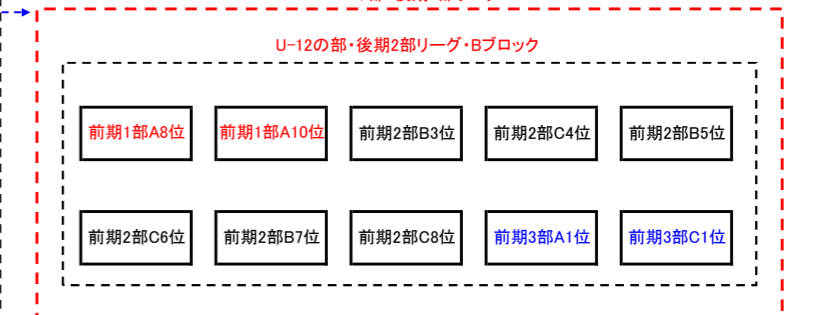 U-12の部・後期2部リーグ・Bブロック
前期1部A8位 前期1部A10位 前期2部B3位 前期2部C4位 前期2部B5位
前期2部C6位 前期2部B7位 前期2部C8位 前期3部A1位 前期3部C1位